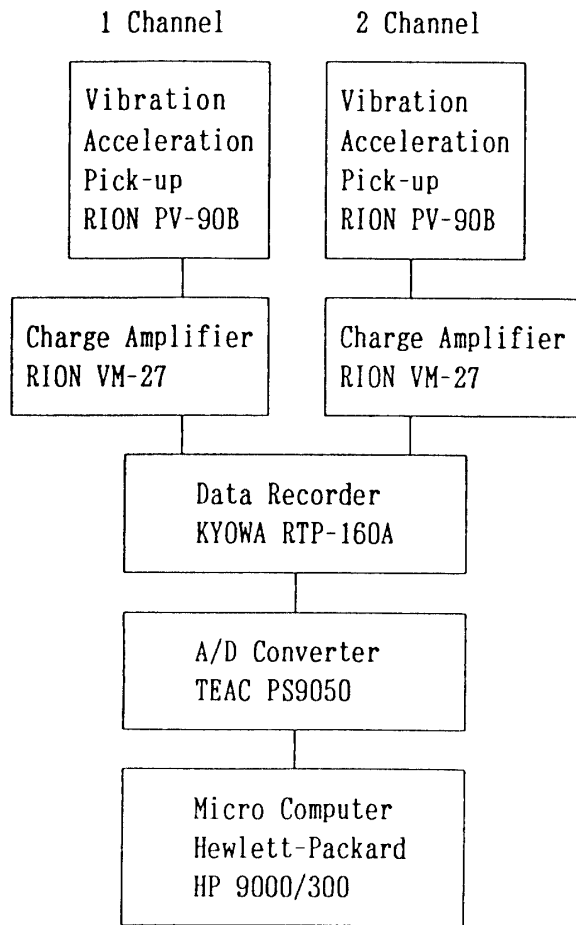 1 Channel
2 Channel
Vibration
Acceleration
Pick-up
RION PV-90B
Vibration
Acceleration
Pick-up
RION PV-90B
Charge Amplifier
RION VM-27
Charge Amplifier
RION VM-27
Data Recorder
KYOWA RTP-160A
A/D Converter
TEAC PS9050
Micro Computer
Hewlett-Packard
HP 9000/300